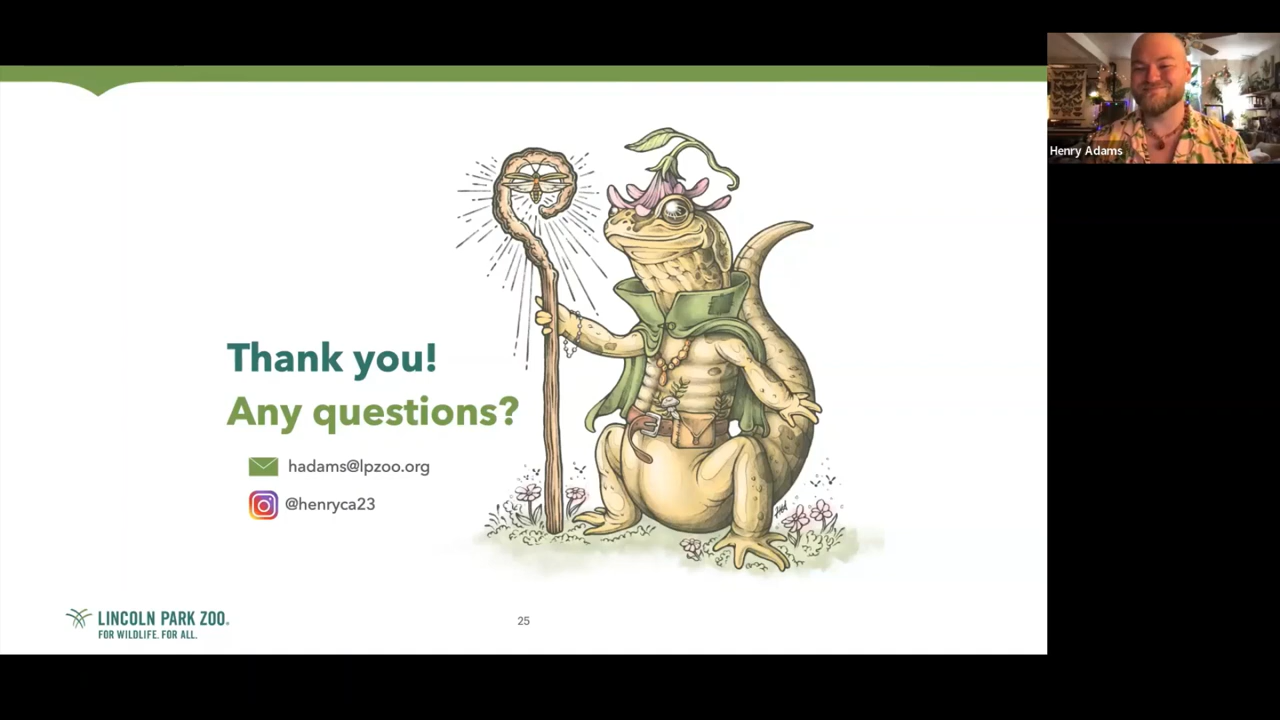 Henry Adams
Thank you!
Any questions?
hadams@lpzoo.org
@henryca23
LINCOLN PARK ZOO®
FOR WILDLIFE. FOR ALL.
25